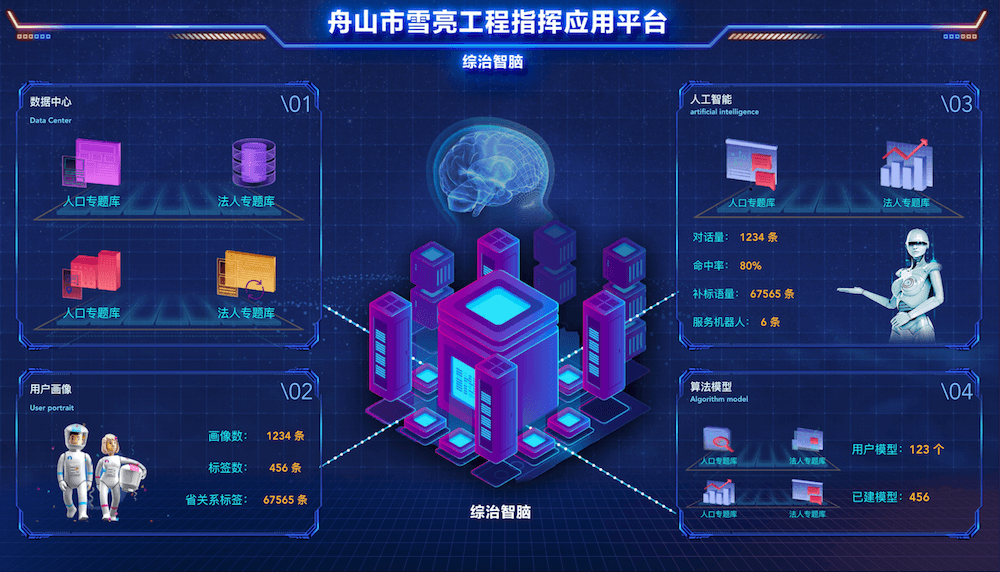 舟山市雪亮工程指挥应用平台
综治智脑
数据中心
\01
Data Center
人口专题库
法人专题库
人口专题库
法人专题库
用户画像
\02
User portrait
画像数： 1234 条
标签数： 456 条
省关系标签： 67565 条
综治智脑
人工智能
\03
artificial intelligence
人口专题库
法人专题库
对话量： 1234 条
命中率： 80%
补标语量： 67565 条
服务机器人： 6 条
算法模型
\04
Algorithm model
人口专题库
法人专题库
用户模型：123 个
人口专题库
法人专题库
已建模型：456